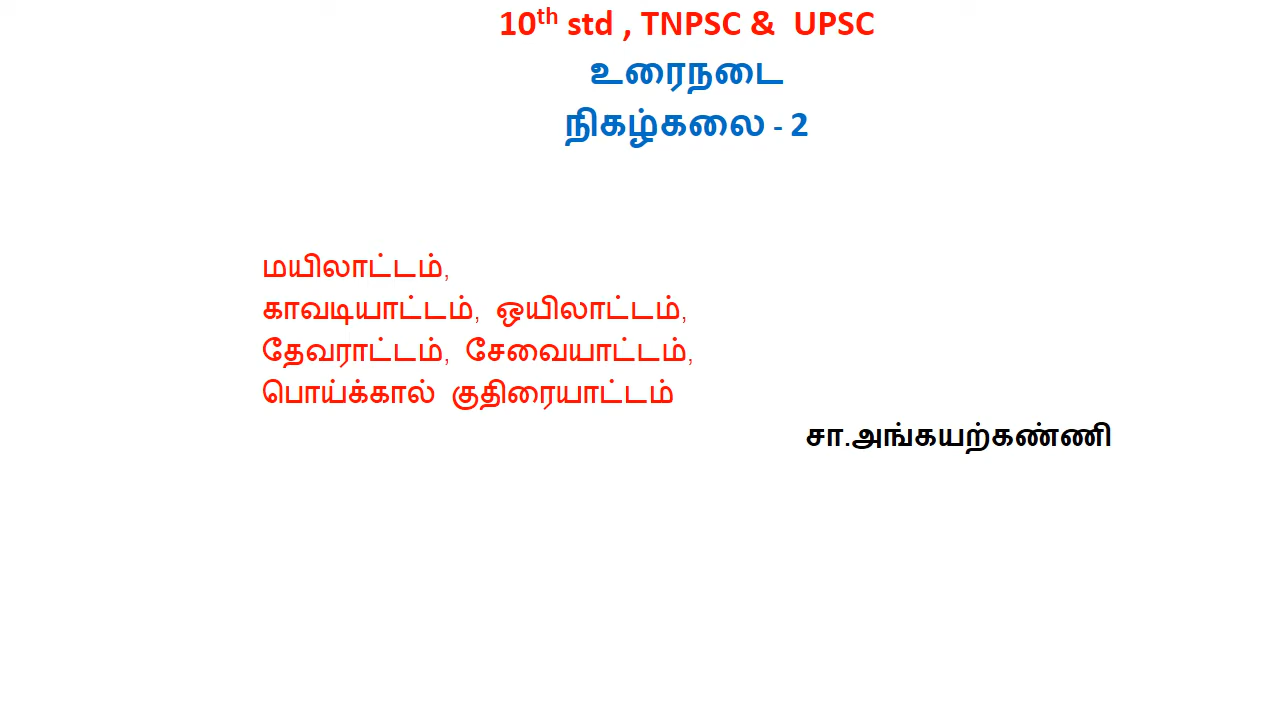 10th std , TNPSC & UPSC
உரைநடை
நிகழ்கலை - 2
மயிலாட்டம்,
காவடியாட்டம், ஒயிலாட்டம்,
தேவராட்டம், சேவையாட்டம்,
பொய்க்கால் குதிரையாட்டம்
சா.அங்கயற்கண்ணி